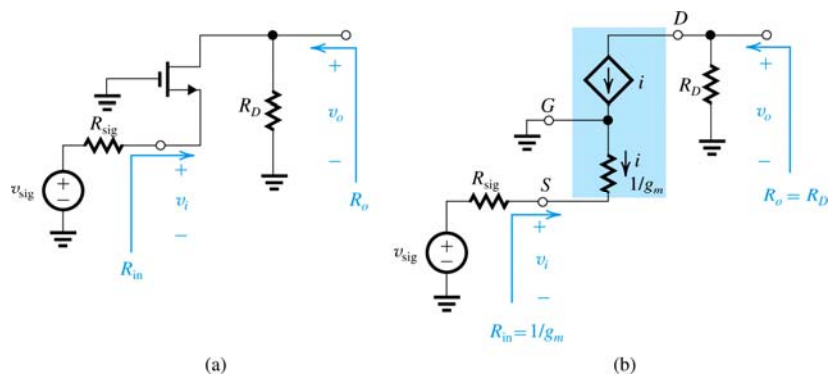 R_D
+
v_o
−
R_o
R_sig
v_sig
+
−
+
v_i
−
R_in
(a)
D
i
R_D
+
v_o
−
R_o = R_D
G
i
1/g_m
R_sig
S
v_sig
+
−
+
v_i
−
R_in = 1/g_m
(b)